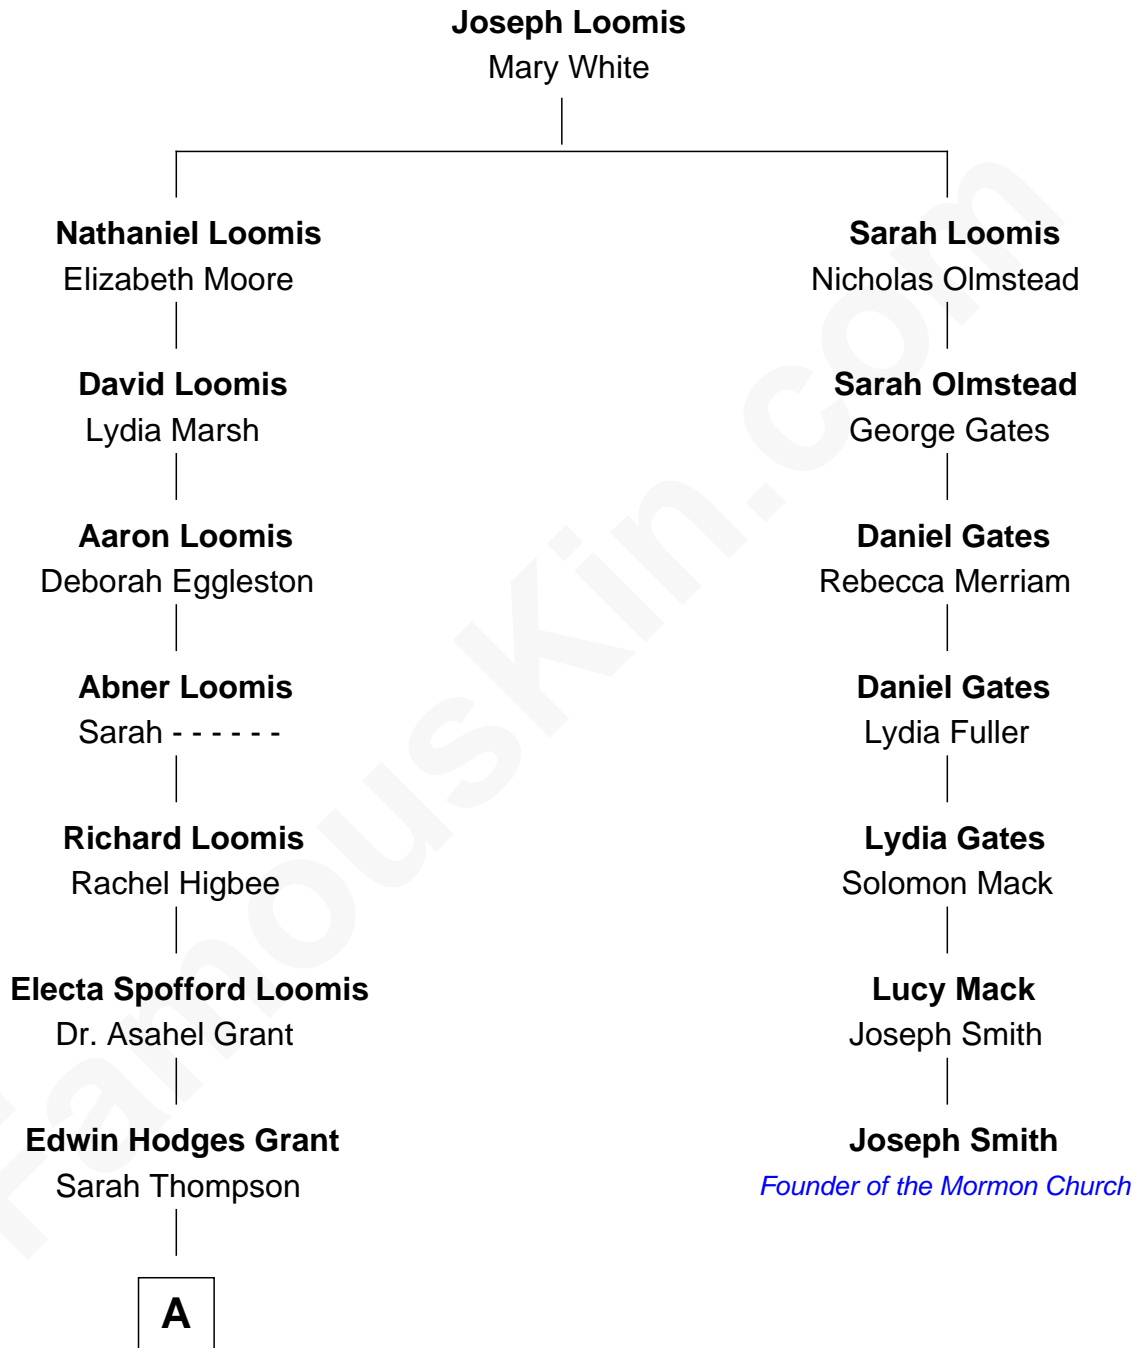 Joseph Loomis
Mary White
Nathaniel Loomis
Elizabeth Moore
David Loomis
Lydia Marsh
Aaron Loomis
Deborah Eggleston
Abner Loomis
Sarah - - - - - -
Richard Loomis
Rachel Higbee
Electa Spofford Loomis
Dr. Asahel Grant
Edwin Hodges Grant
Sarah Thompson
A
Sarah Loomis
Nicholas Olmstead
Sarah Olmstead
George Gates
Daniel Gates
Rebecca Merriam
Daniel Gates
Lydia Fuller
Lydia Gates
Solomon Mack
Lucy Mack
Joseph Smith
Joseph Smith
Founder of the Mormon Church
FamousKin.com